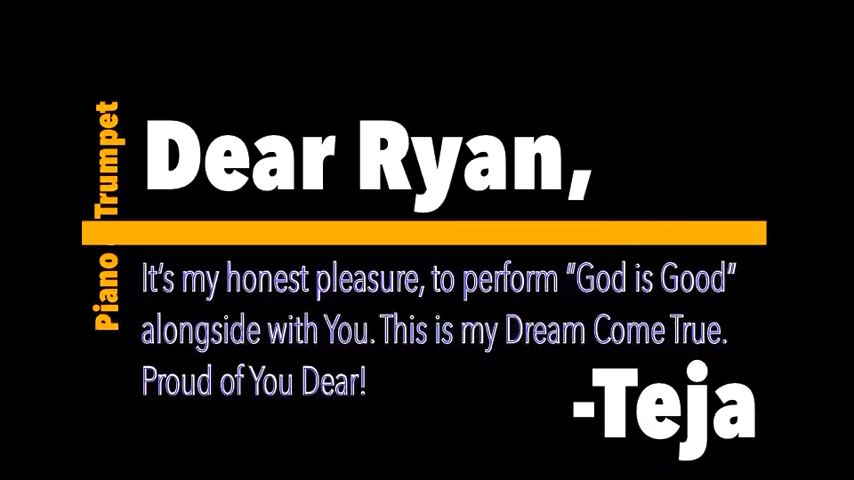 Piano Trumpet
Dear Ryan,
It's my honest pleasure, to perform “God is Good”
alongside with You. This is my Dream Come True.
Proud of You Dear!
-Teja